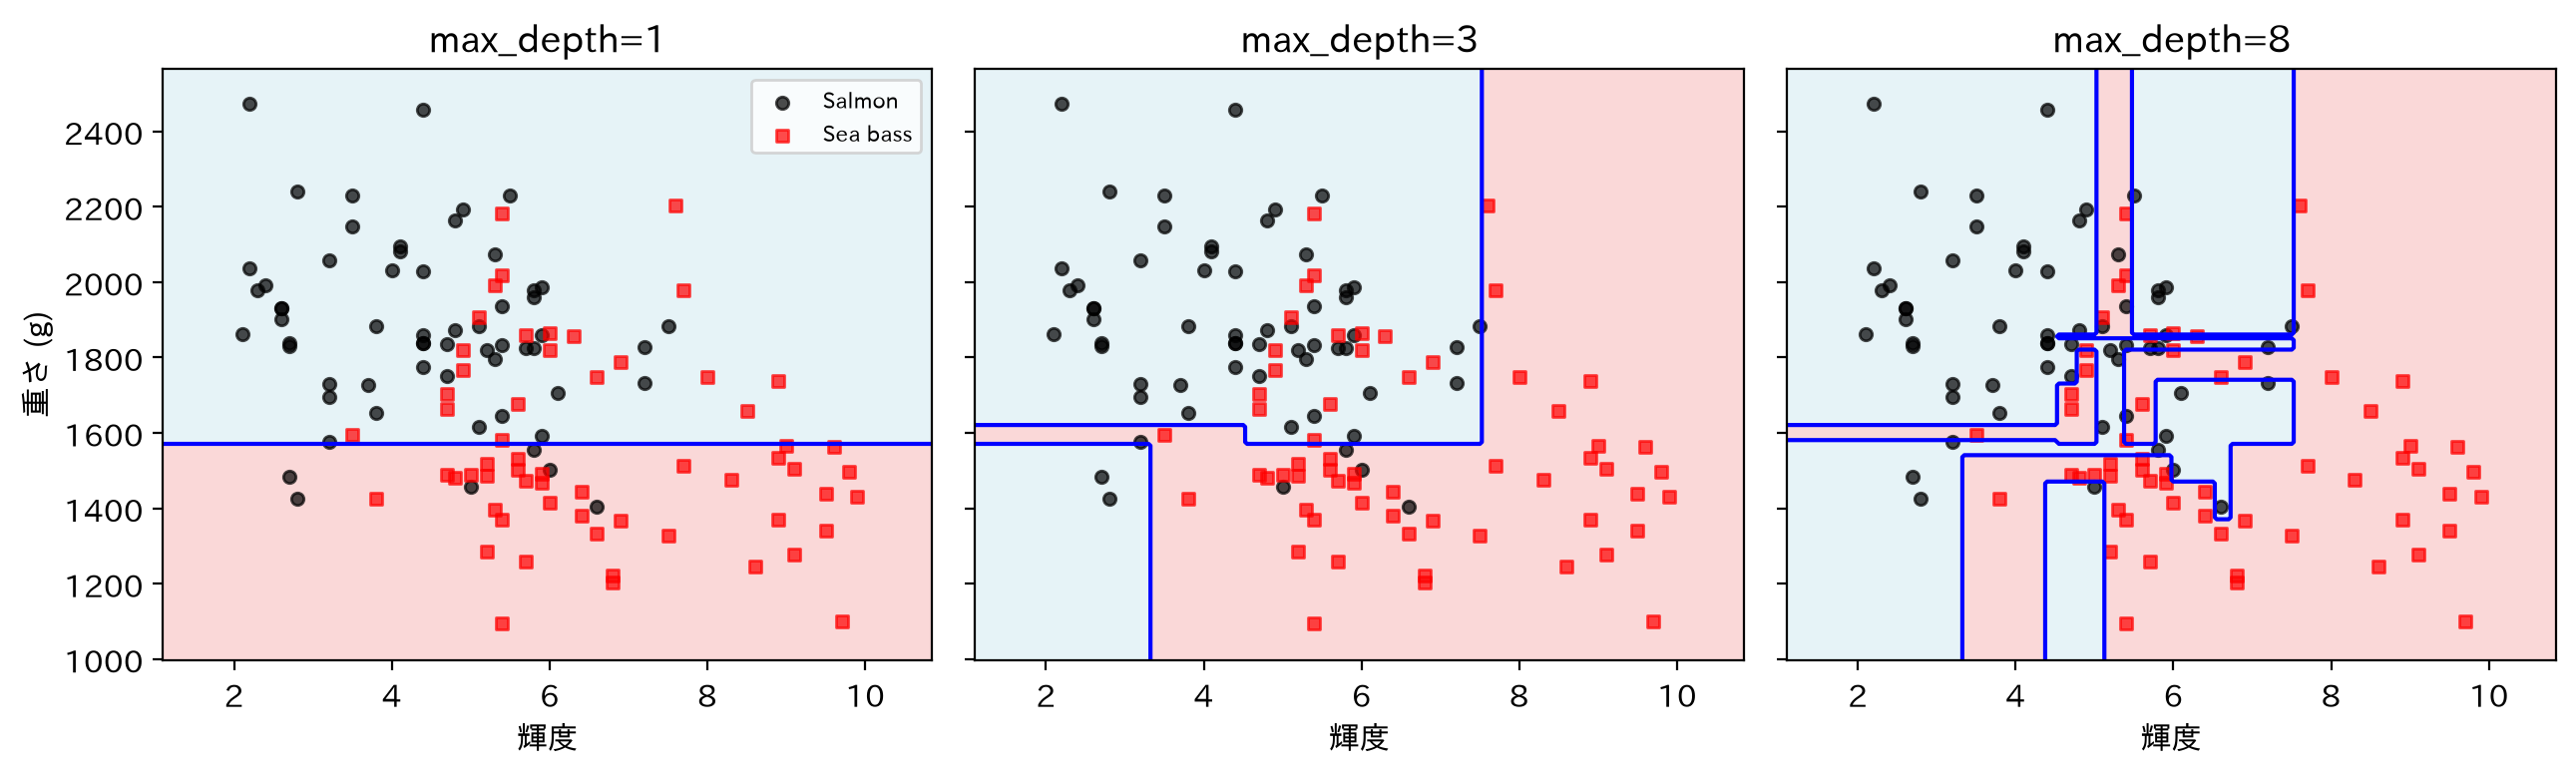 max_depth=1
max_depth=3
max_depth=8
Salmon
Sea bass
重さ (g)
2400
2200
2000
1800
1600
1400
1200
1000
2 4 6 8 10
2 4 6 8 10
2 4 6 8 10
輝度
輝度
輝度